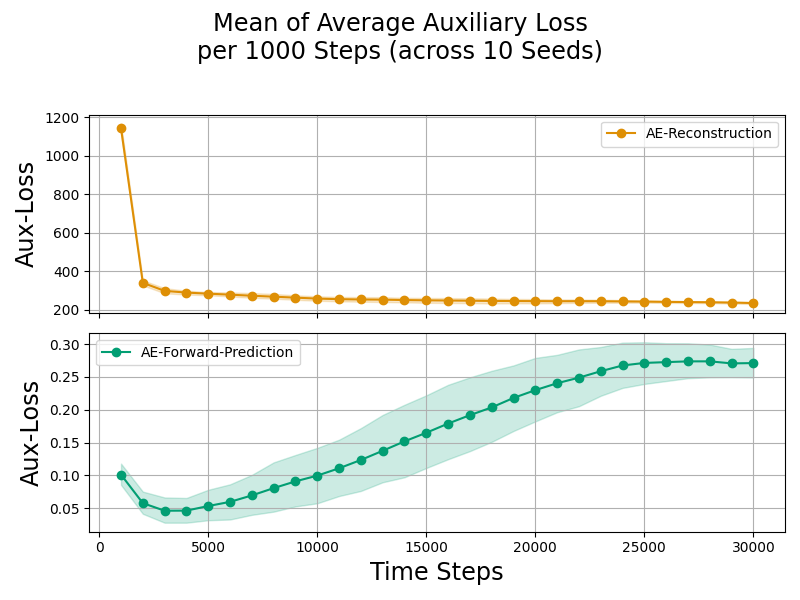 Mean of Average Auxiliary Loss
per 1000 Steps (across 10 Seeds)
1200
1000
800
600
400
200
Aux-Loss
AE-Reconstruction
0.30
0.25
0.20
0.15
0.10
0.05
Aux-Loss
AE-Forward-Prediction
0 5000 10000 15000 20000 25000 30000
Time Steps